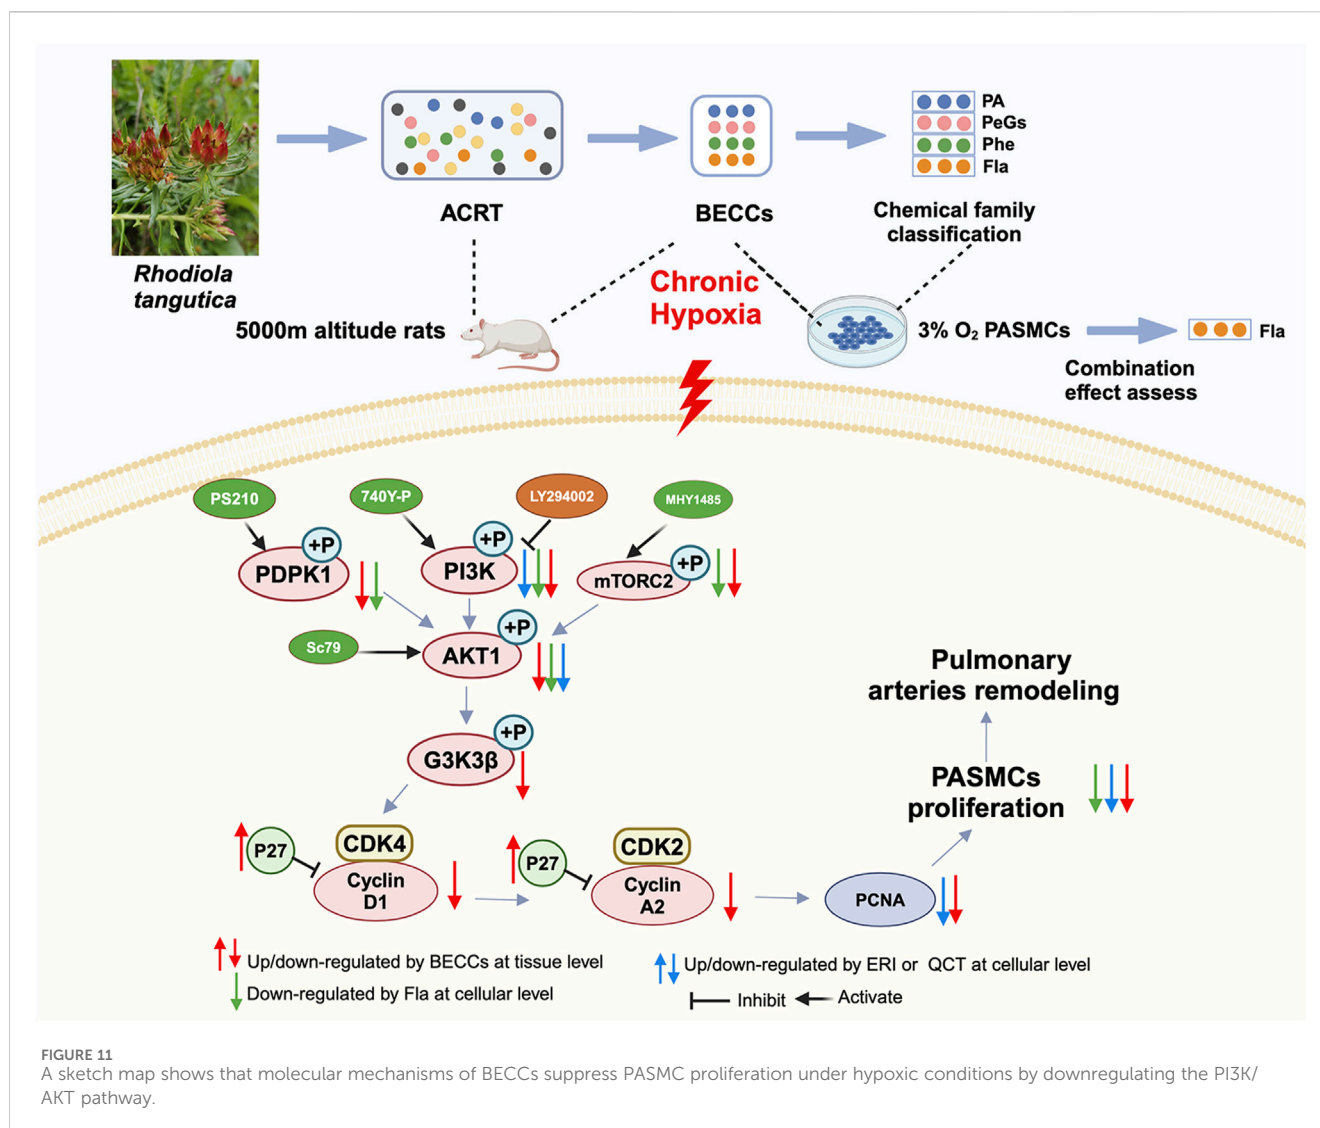 PA
PeGs
Phe
Fla
ACRT
BECCs
Chemical family
classification
Rhodiola
tangutica
Chronic
Hypoxia
5000m altitude rats
3% O₂ PASMCs
Fla
Combination
effect assess
PS210
740Y-P
LY294002
MHY1485
+P
+P
+P
PDPK1
PI3K
mTORC2
+P
Sc79
AKT1
Pulmonary
arteries remodeling
+P
G3K3β
PASMCs
proliferation
P27
CDK4
Cyclin
D1
P27
CDK2
Cyclin
A2
PCNA
Up/down-regulated by BECCs at tissue level
Down-regulated by Fla at cellular level
Up/down-regulated by ERI or QCT at cellular level
Inhibit
Activate
FIGURE 11
A sketch map shows that molecular mechanisms of BECCs suppress PASMC proliferation under hypoxic conditions by downregulating the PI3K/
AKT pathway.